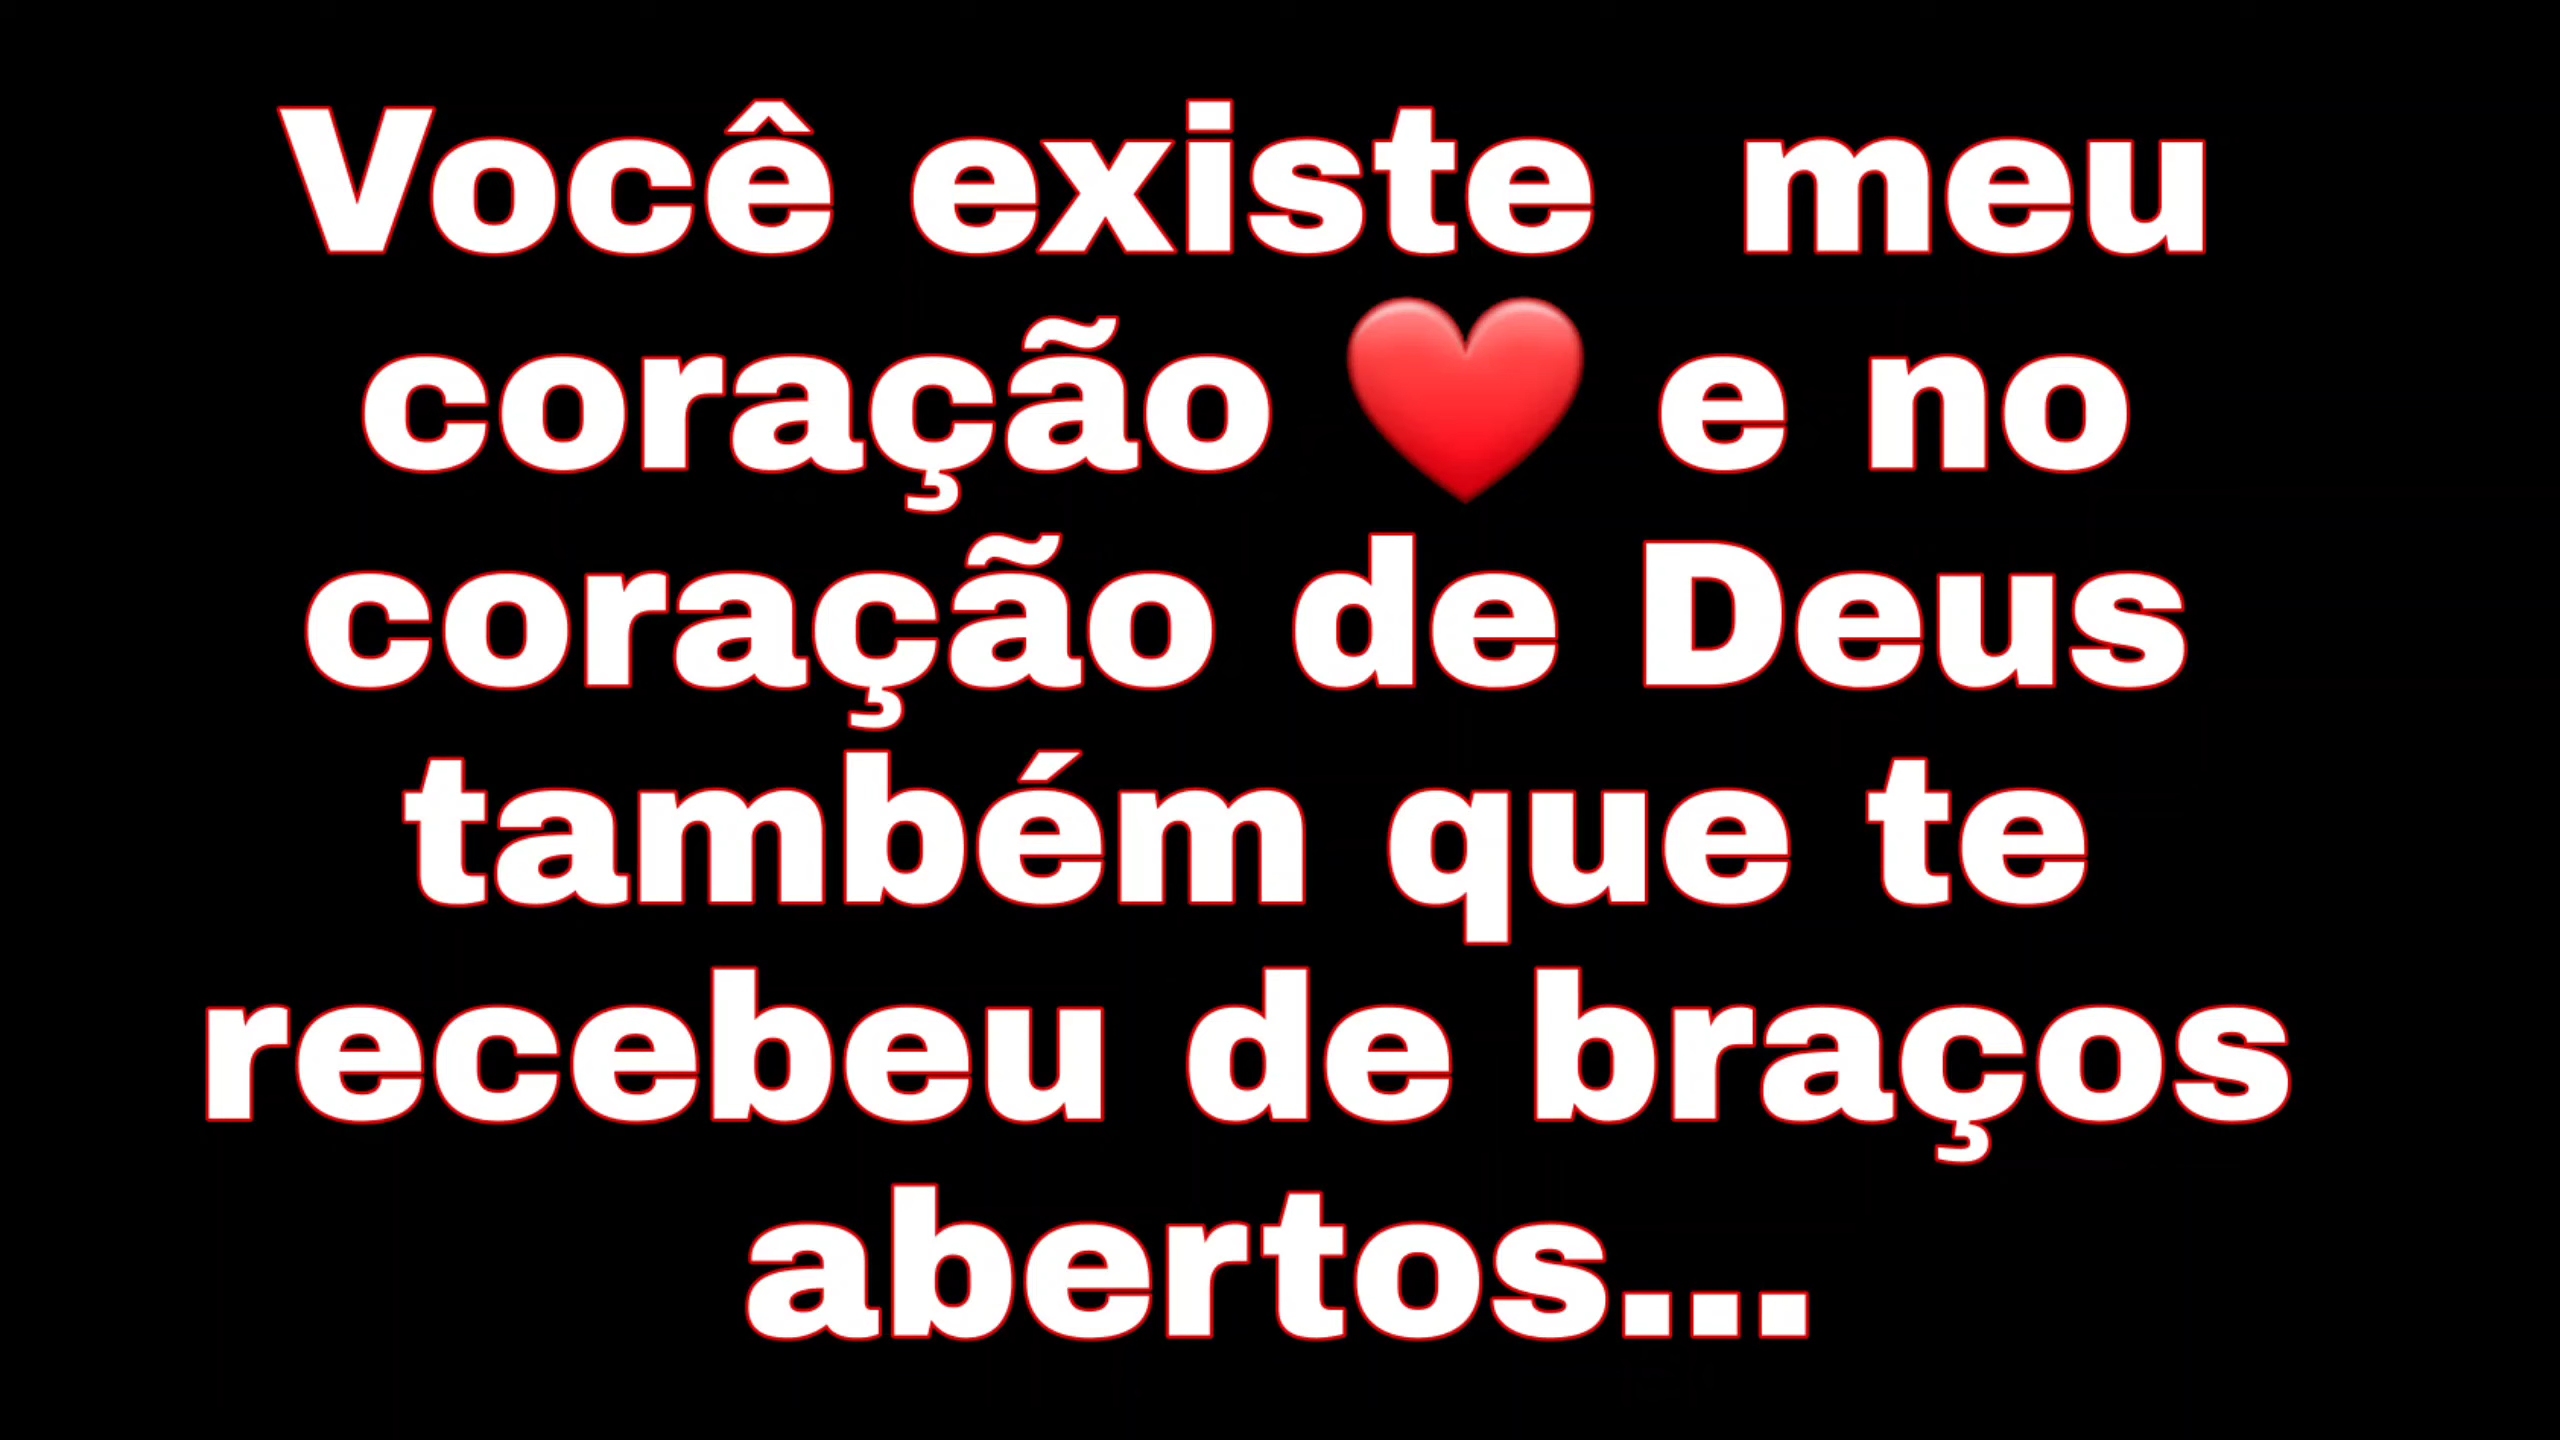 Você existe  meu
coração ❤️ e no
coração de Deus
também que te
recebeu de braços
abertos...